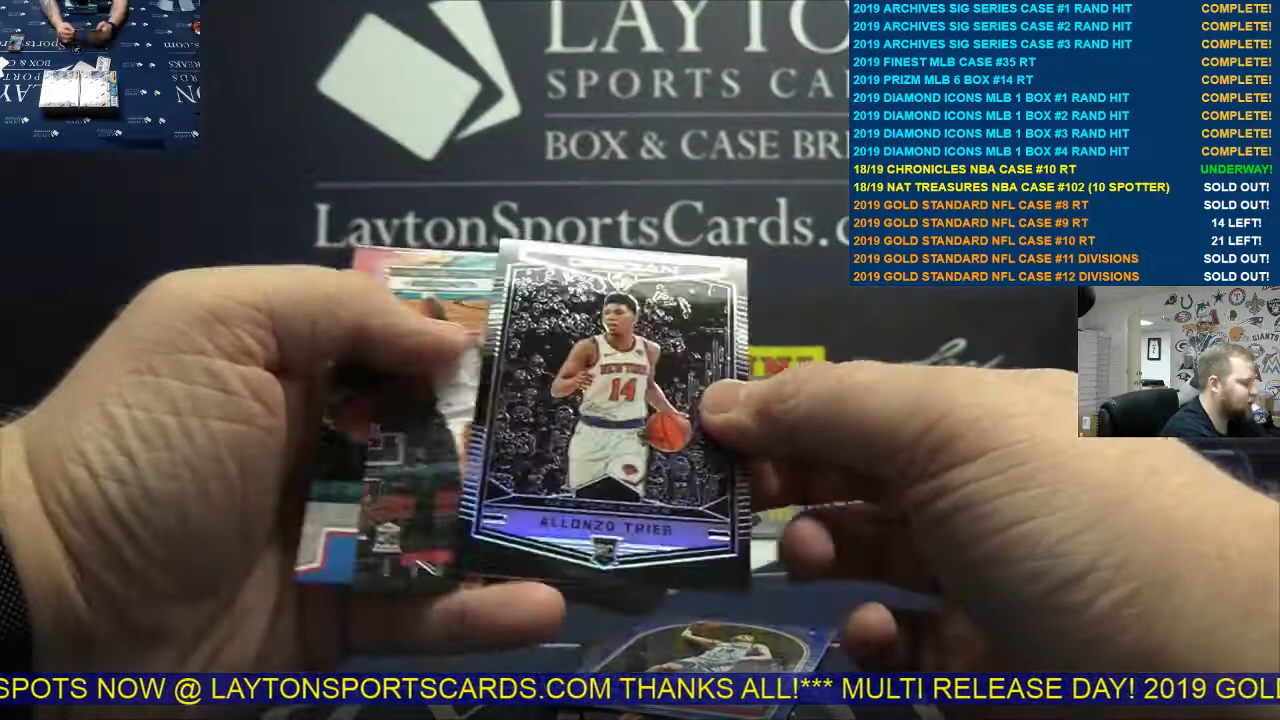 LAYTO
SPORTS CA
BOX & CASE BRE
LaytonSportsCards.c
2019 ARCHIVES SIG SERIES CASE #1 RAND HIT COMPLETE!
2019 ARCHIVES SIG SERIES CASE #2 RAND HIT COMPLETE!
2019 ARCHIVES SIG SERIES CASE #3 RAND HIT COMPLETE!
2019 FINEST MLB CASE #35 RT COMPLETE!
2019 PRIZM MLB 6 BOX #14 RT COMPLETE!
2019 DIAMOND ICONS MLB 1 BOX #1 RAND HIT COMPLETE!
2019 DIAMOND ICONS MLB 1 BOX #2 RAND HIT COMPLETE!
2019 DIAMOND ICONS MLB 1 BOX #3 RAND HIT COMPLETE!
2019 DIAMOND ICONS MLB 1 BOX #4 RAND HIT COMPLETE!
18/19 CHRONICLES NBA CASE #10 RT UNDERWAY!
18/19 NAT TREASURES NBA CASE #102 (10 SPOTTER) SOLD OUT!
2019 GOLD STANDARD NFL CASE #8 RT SOLD OUT!
2019 GOLD STANDARD NFL CASE #9 RT 14 LEFT!
2019 GOLD STANDARD NFL CASE #10 RT 21 LEFT!
2019 GOLD STANDARD NFL CASE #11 DIVISIONS SOLD OUT!
2019 GOLD STANDARD NFL CASE #12 DIVISIONS SOLD OUT!
NEW YORK
14
ALLONZO TRIER
GIANTS
SPOTS NOW @ LAYTONSPORTSCARDS.COM THANKS ALL!*** MULTI RELEASE DAY! 2019 GOLD